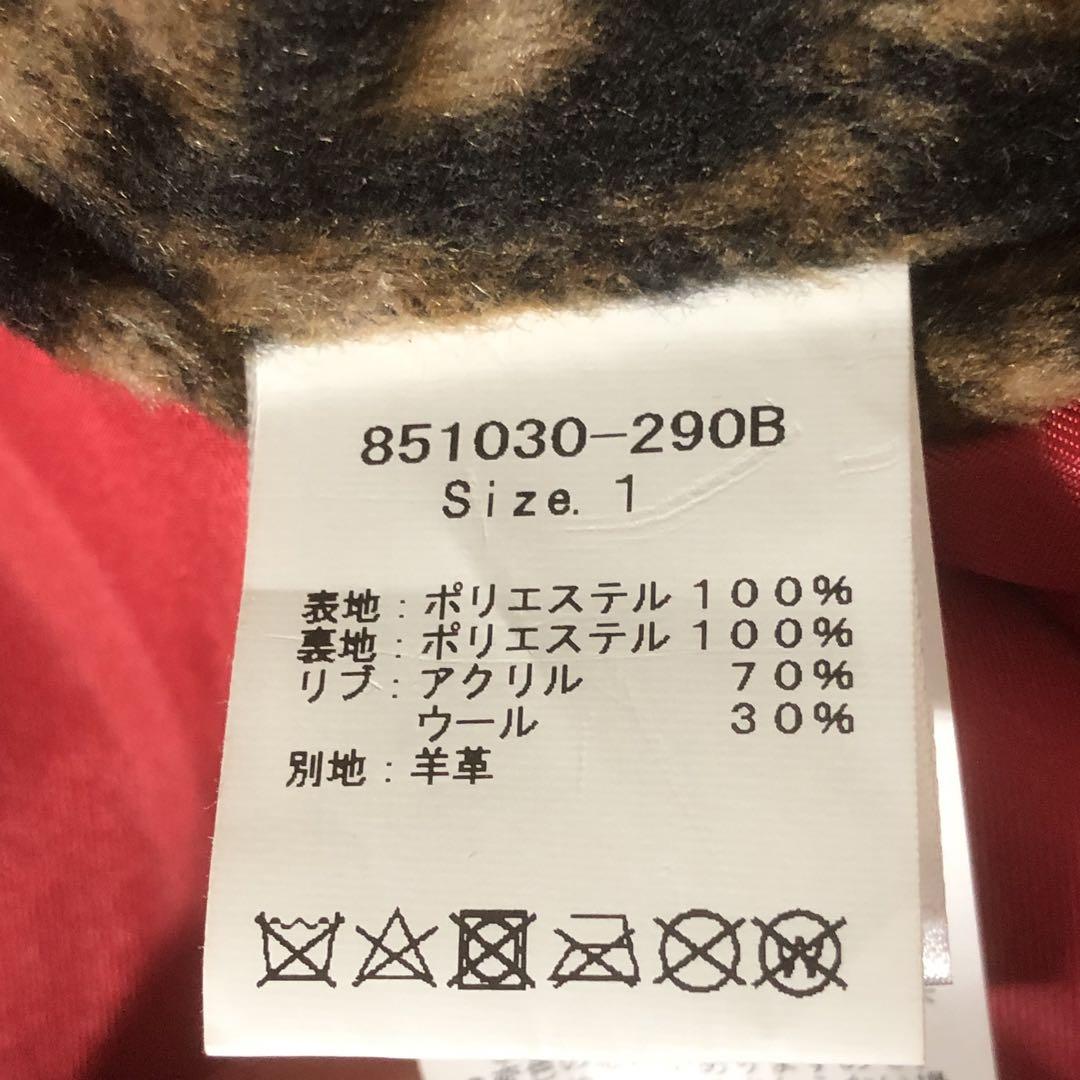 851030-290B
Size. 1
表地:ポリエステル 100%
裏地:ポリエステル 100%
リブ:アクリル 70%
ウール 30%
別地:羊革
W